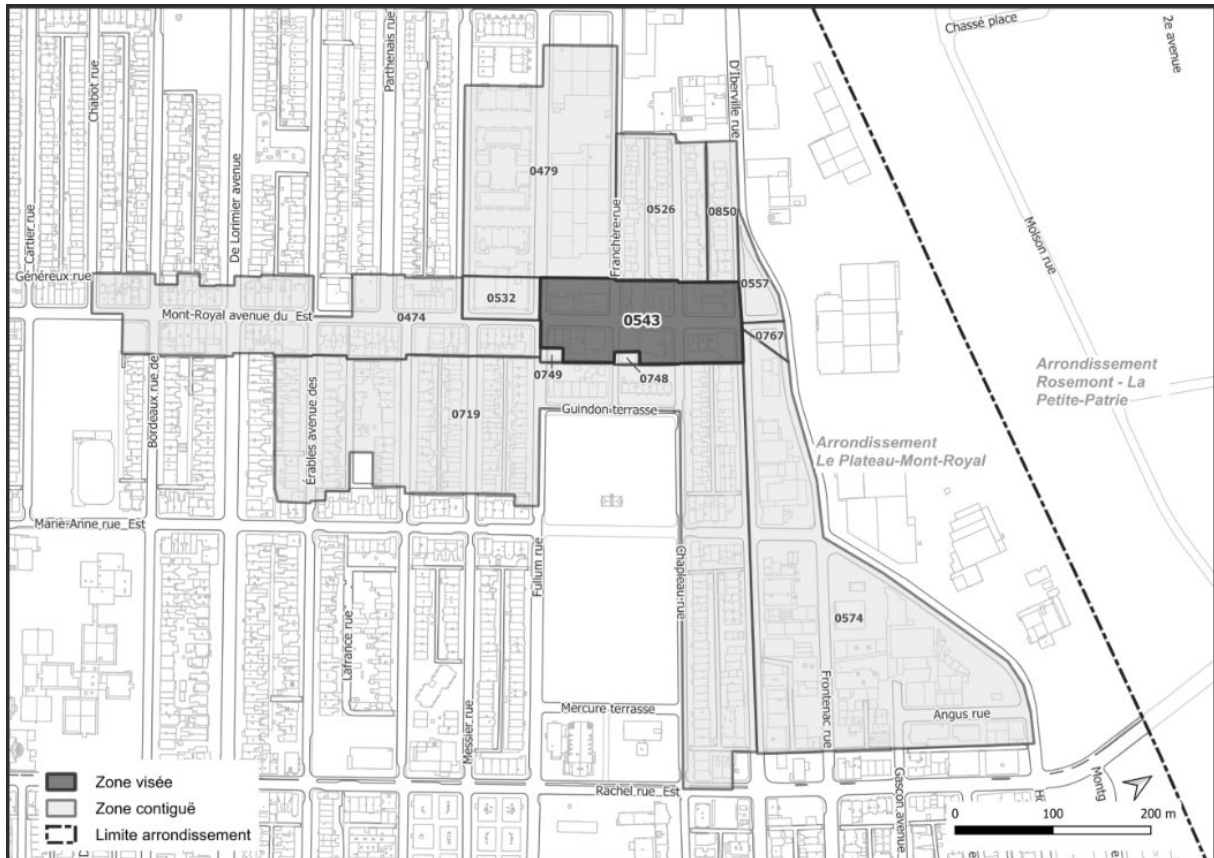 Chassé place
2e avenue
D'Iberville rue
Parthenais rue
Chabot rue
De Lorimier avenue
Cartier rue
Franchère rue
Molson rue
0479
0526
0850
Généreux rue
Mont-Royal avenue du_Est
0474
0532
0543
0557
0767
0749
0748
Arrondissement
Rosemont - La
Petite-Patrie
Bordeaux rue de
Érables avenue des
0719
Guindon terrasse
Arrondissement
Le Plateau-Mont-Royal
Marie-Anne rue_Est
Fullum rue
Chapleau rue
Lafrance rue
0574
Messier rue
Mercure terrasse
Frontenac rue
Angus rue
Rachel rue_Est
Gascon avenue
Montg
Zone visée
Zone contiguë
Limite arrondissement
0 100 200 m